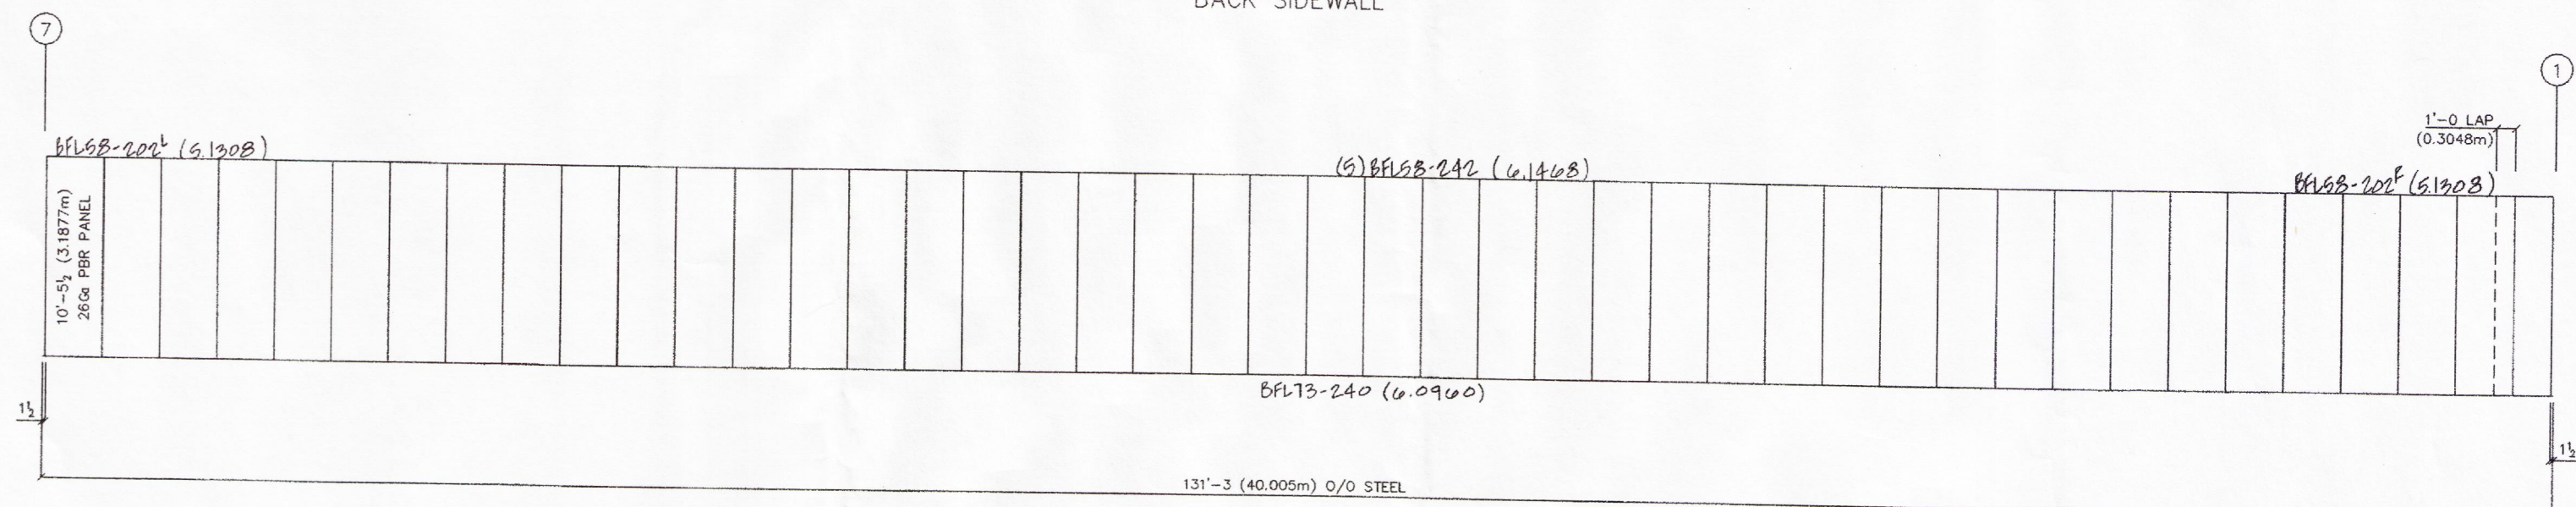 BACK SIDEWALL
7
1
1'-0 LAP
(0.3048m)
BFL58-202L (5.1308)
(5) BFL58-242 (6.1468)
BFL58-202F (5.1308)
10'-5½ (3.1877m)
26Ga PBR PANEL
BFL73-240 (6.0960)
1½
1½
131'-3 (40.005m) O/O STEEL